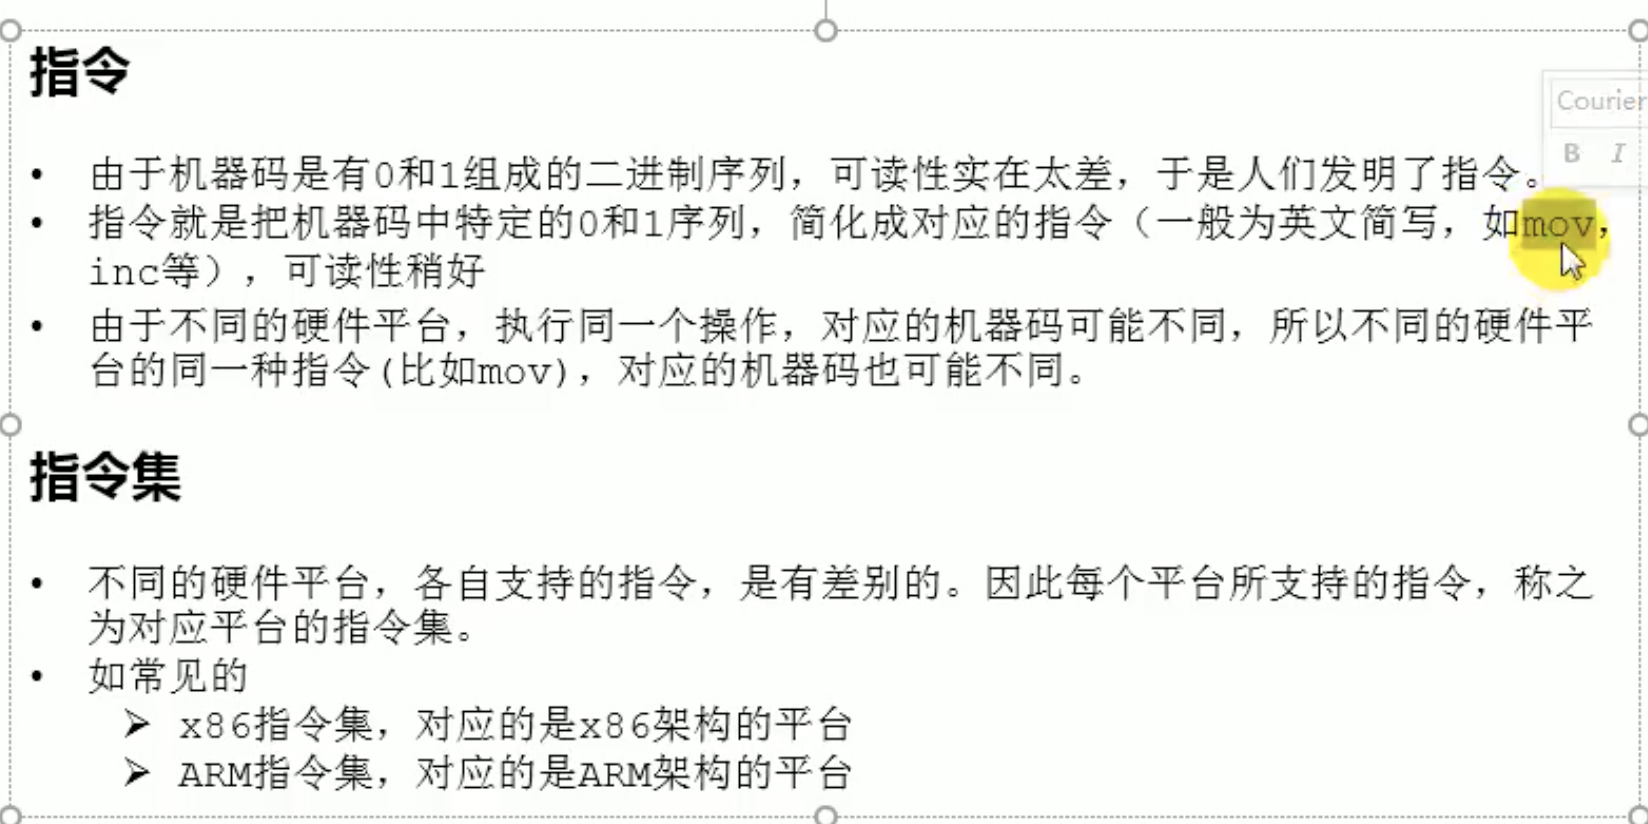 指令
Courier
B I
• 由于机器码是有0和1组成的二进制序列，可读性实在太差，于是人们发明了指令。
• 指令就是把机器码中特定的0和1序列，简化成对应的指令（一般为英文简写，如mov，
inc等），可读性稍好
• 由于不同的硬件平台，执行同一个操作，对应的机器码可能不同，所以不同的硬件平
台的同一种指令(比如mov)，对应的机器码也可能不同。
指令集
• 不同的硬件平台，各自支持的指令，是有差别的。因此每个平台所支持的指令，称之
为对应平台的指令集。
• 如常见的
➢ x86指令集，对应的是x86架构的平台
➢ ARM指令集，对应的是ARM架构的平台